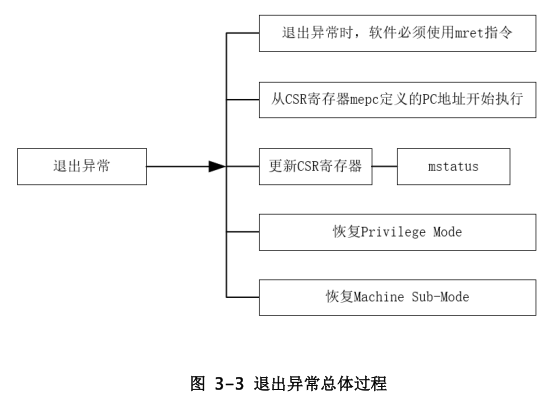 退出异常时，软件必须使用mret指令
从CSR寄存器mepc定义的PC地址开始执行
退出异常
更新CSR寄存器
mstatus
恢复Privilege Mode
恢复Machine Sub-Mode
图 3-3 退出异常总体过程